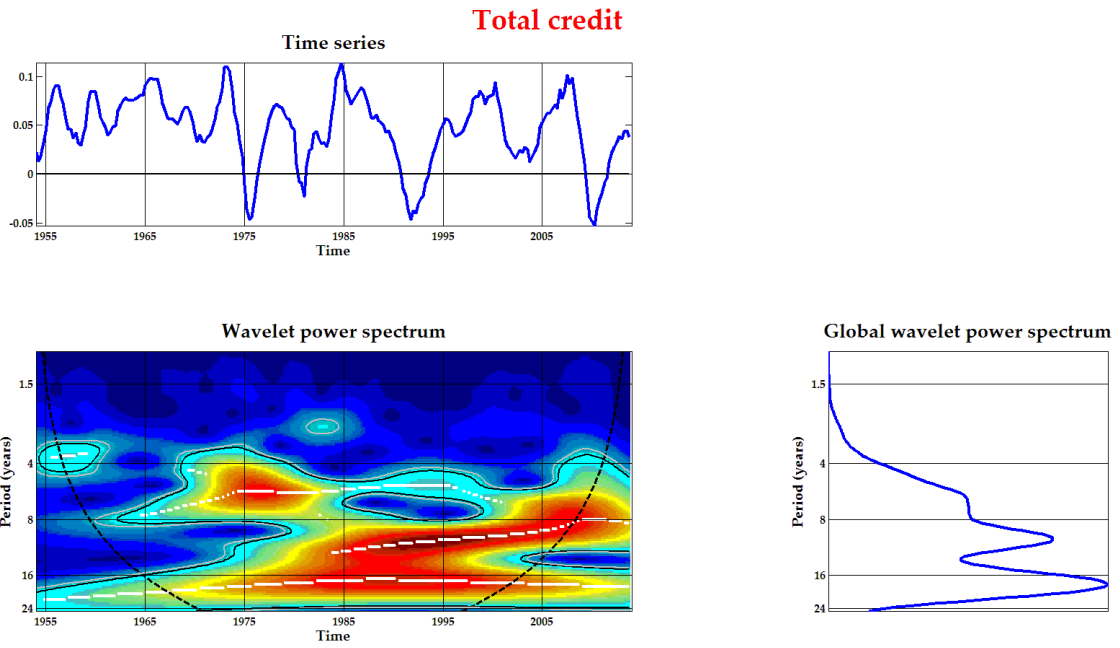 Total credit
Time series
0.1
0.05
0
-0.05
1955 1965 1975 1985 1995 2005
Time
Wavelet power spectrum
Period (years)
1.5
4
8
16
24
1955 1965 1975 1985 1995 2005
Time
Global wavelet power spectrum
Period (years)
1.5
4
8
16
24